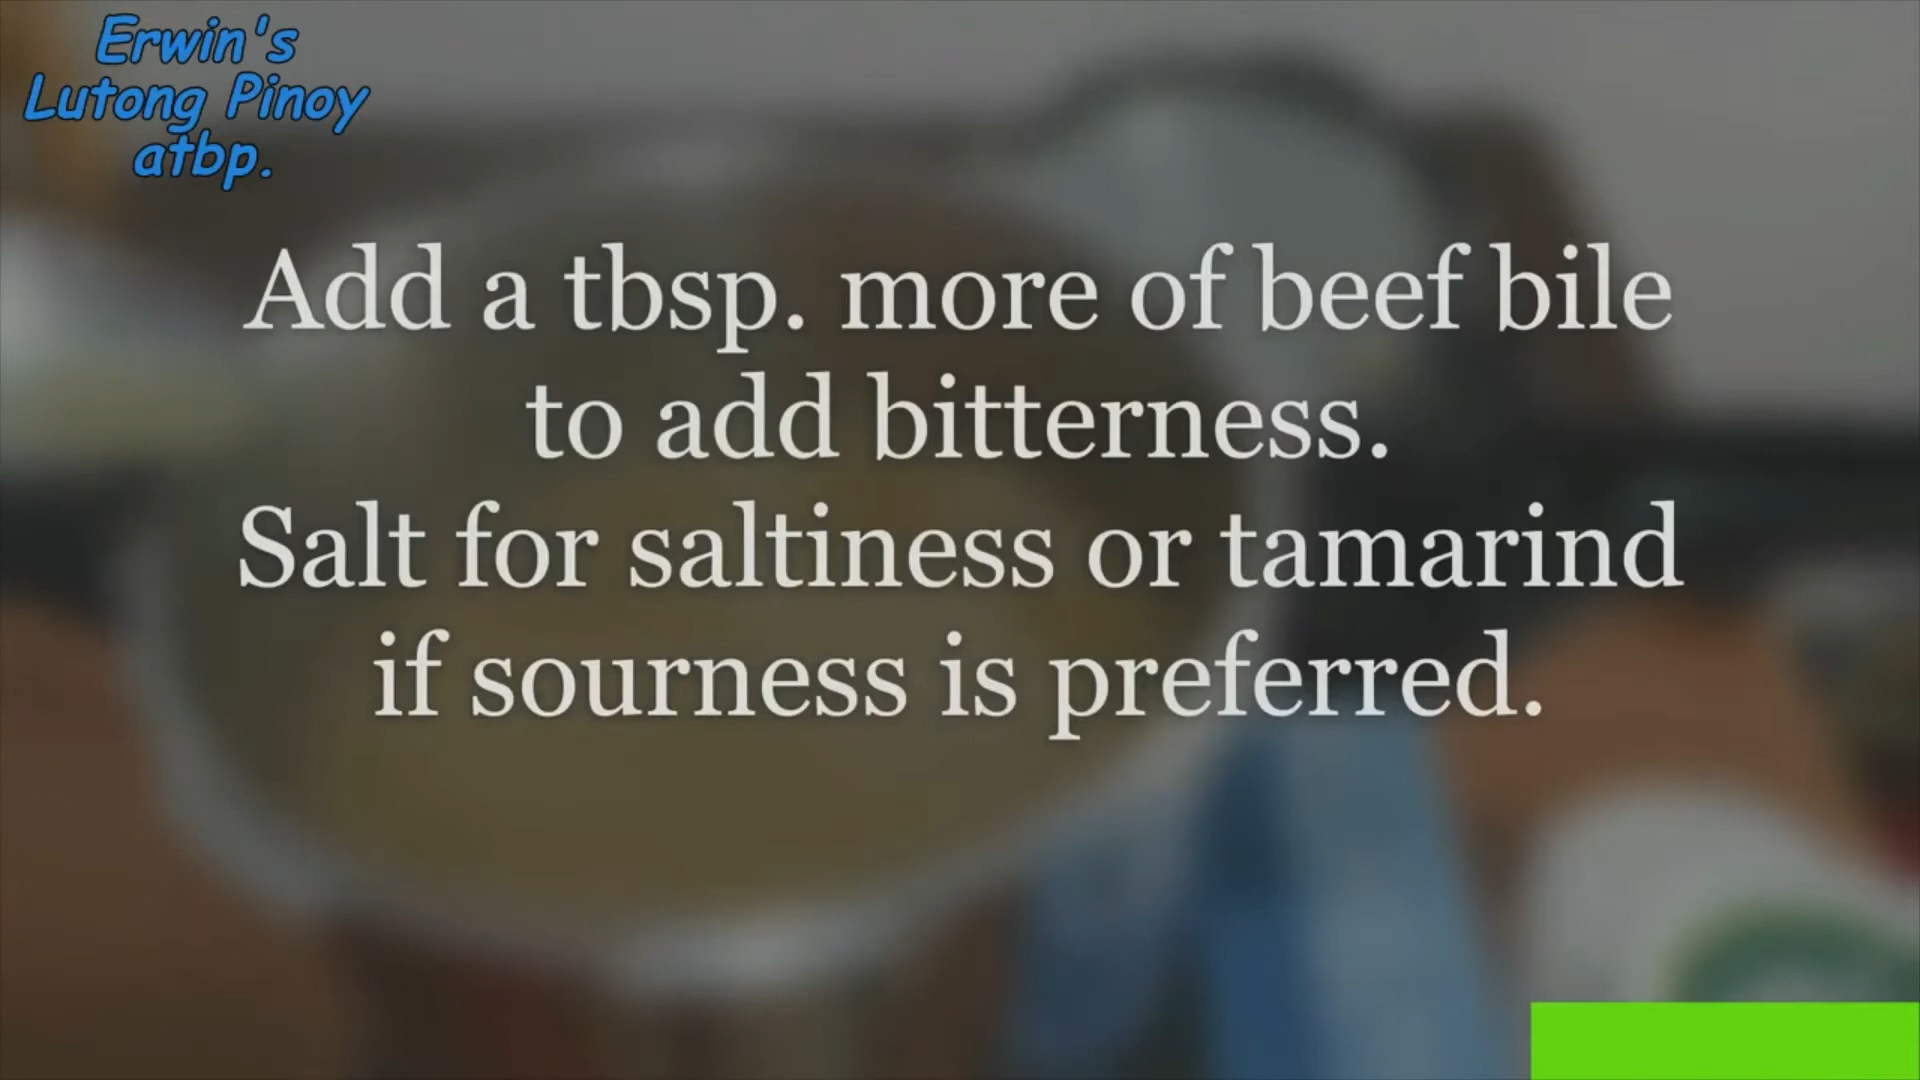 Erwin's
Lutong Pinoy
atbp.
Add a tbsp. more of beef bile
to add bitterness.
Salt for saltiness or tamarind
if sourness is preferred.